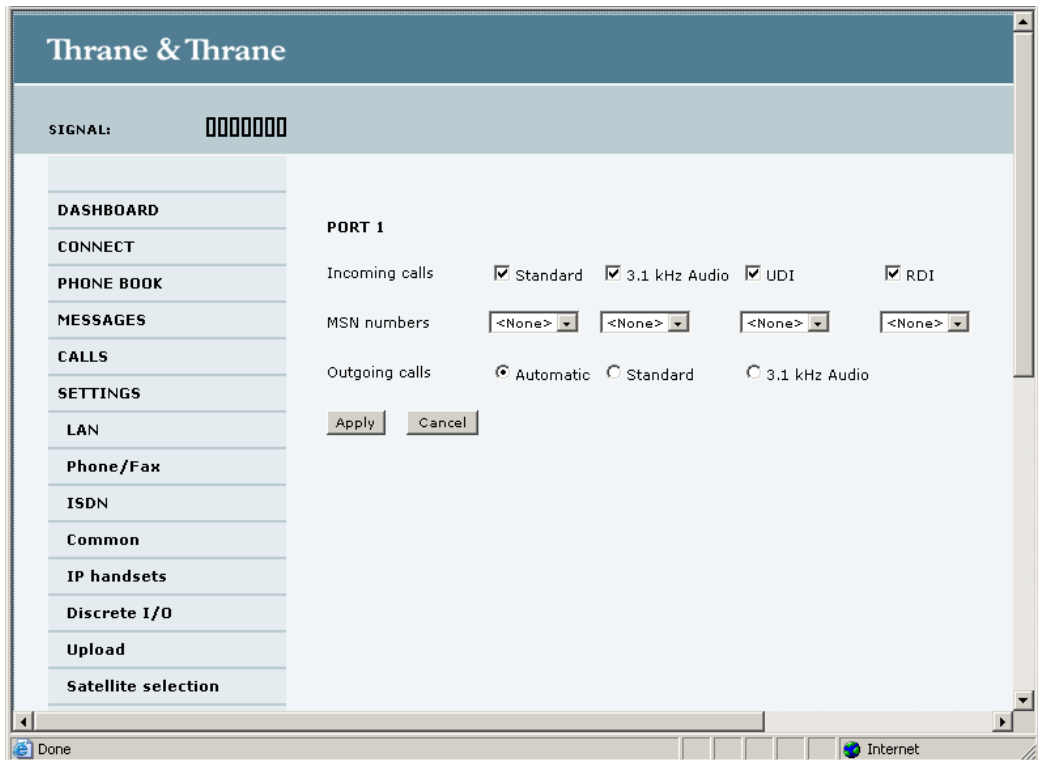 Thrane & Thrane
SIGNAL:
DASHBOARD
CONNECT
PHONE BOOK
MESSAGES
CALLS
SETTINGS
LAN
Phone/Fax
ISDN
Common
IP handsets
Discrete I/O
Upload
Satellite selection
PORT 1
Incoming calls Standard 3.1 kHz Audio UDI RDI
MSN numbers <None> <None> <None> <None>
Outgoing calls Automatic Standard 3.1 kHz Audio
Apply Cancel
Done Internet